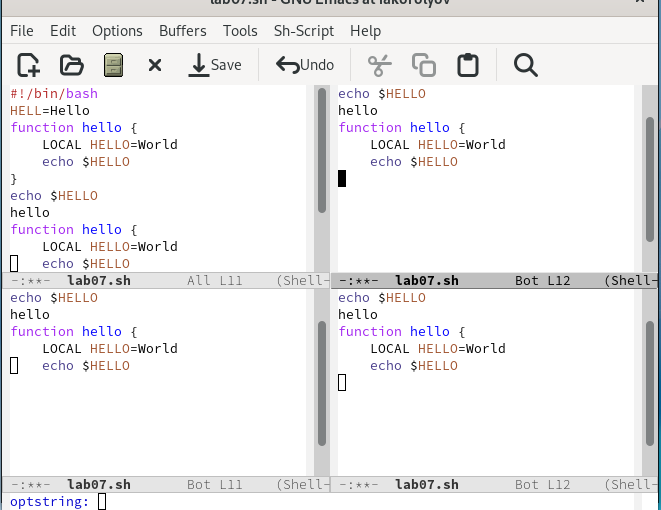 lab07.sh - GNU Emacs at iakorolyov
File Edit Options Buffers Tools Sh-Script Help
Save Undo
#!/bin/bash
HELL=Hello
function hello {
LOCAL HELLO=World
echo $HELLO
}
echo $HELLO
hello
function hello {
LOCAL HELLO=World
echo $HELLO
-:**- lab07.sh All L11 (Shell-
echo $HELLO
hello
function hello {
LOCAL HELLO=World
echo $HELLO
-:**- lab07.sh Bot L12 (Shell-
echo $HELLO
hello
function hello {
LOCAL HELLO=World
echo $HELLO
-:**- lab07.sh Bot L11 (Shell-
echo $HELLO
hello
function hello {
LOCAL HELLO=World
echo $HELLO
-:**- lab07.sh Bot L12 (Shell-
optstring: